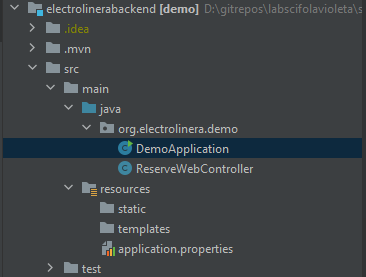 electrolinerabackend [demo] D:\gitrepos\labscifolavioleta\s
.idea
.mvn
src
main
java
org.electrolinera.demo
DemoApplication
ReserveWebController
resources
static
templates
application.properties
test